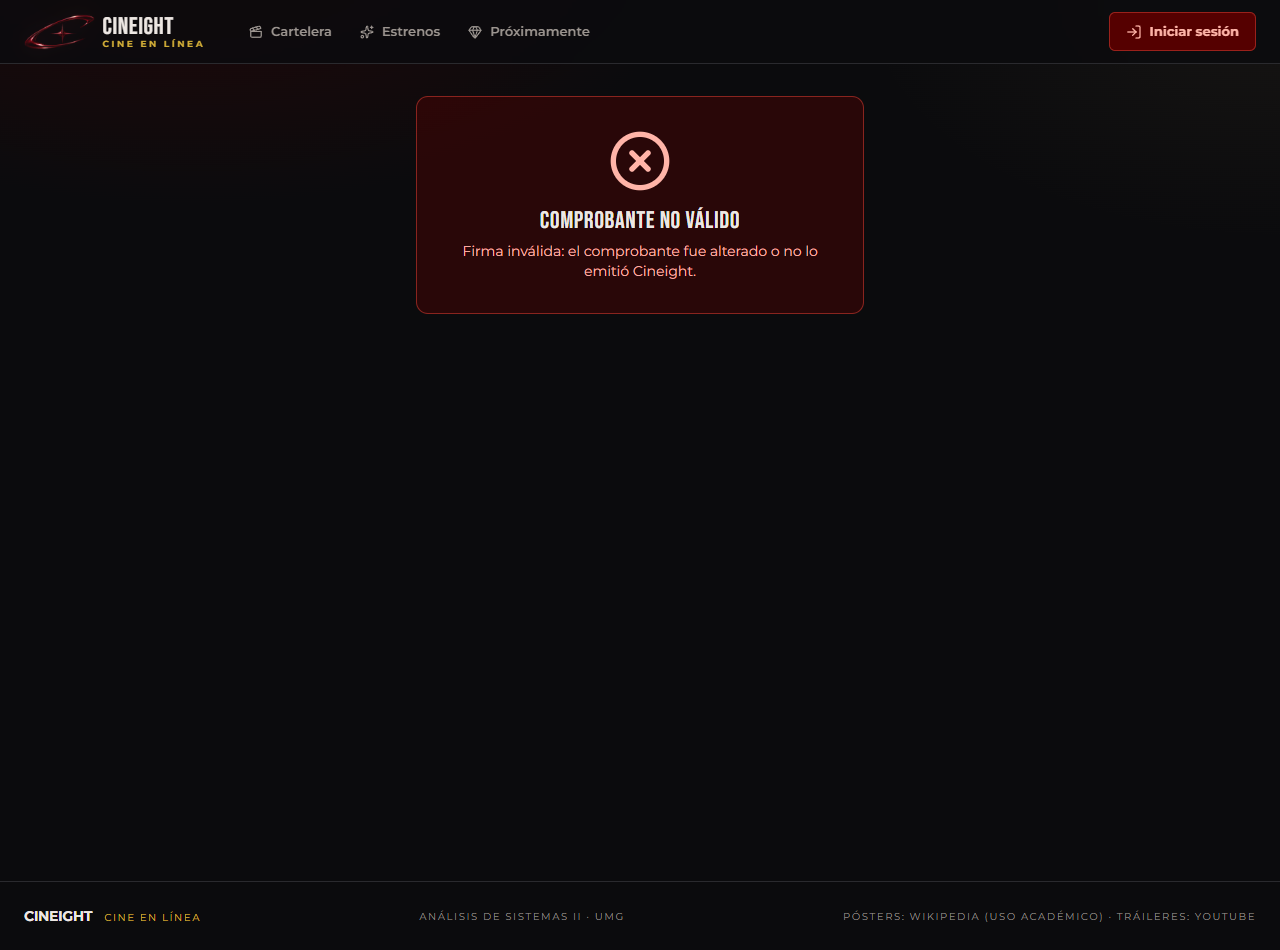 CINEIGHT
CINE EN LÍNEA
Cartelera
Estrenos
Próximamente
Iniciar sesión
COMPROBANTE NO VÁLIDO
Firma inválida: el comprobante fue alterado o no lo
emitió Cineight.
CINEIGHT CINE EN LÍNEA
ANÁLISIS DE SISTEMAS II · UMG
PÓSTERS: WIKIPEDIA (USO ACADÉMICO) · TRÁILERES: YOUTUBE